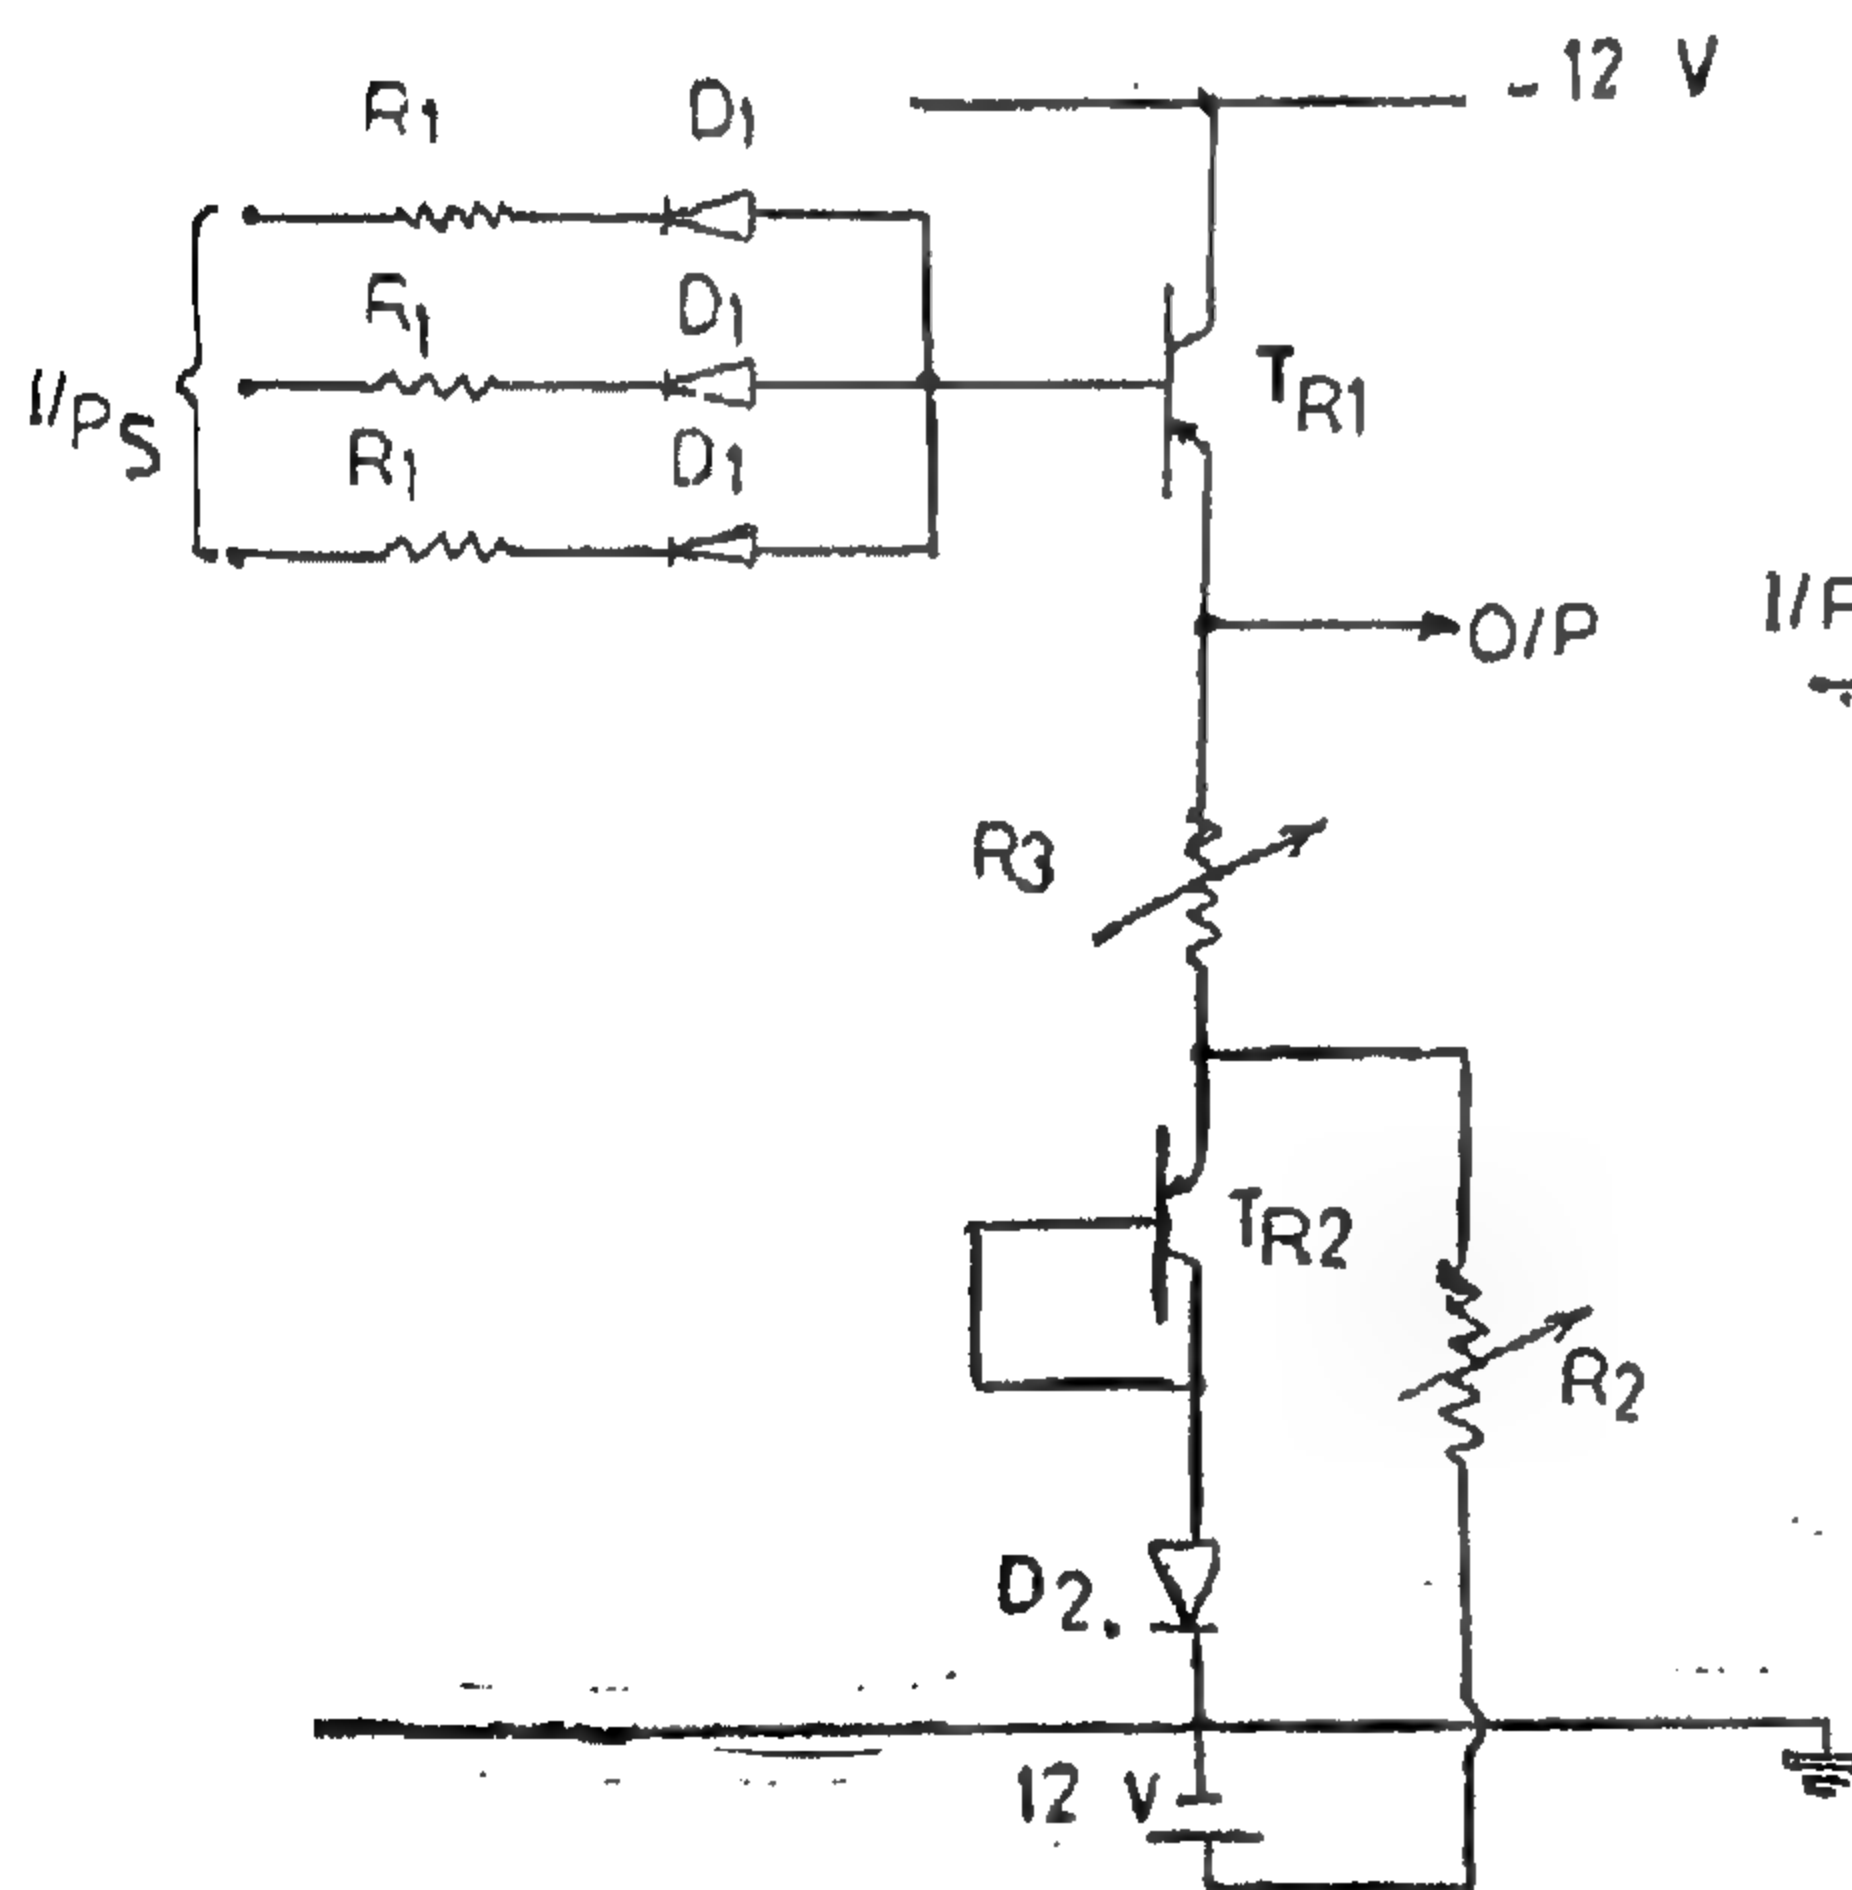 R1 D1 - 12 V
R1 D1
I/PS
TR1
R1 D1
O/P
R3
TR2
R2
D2.
12 V